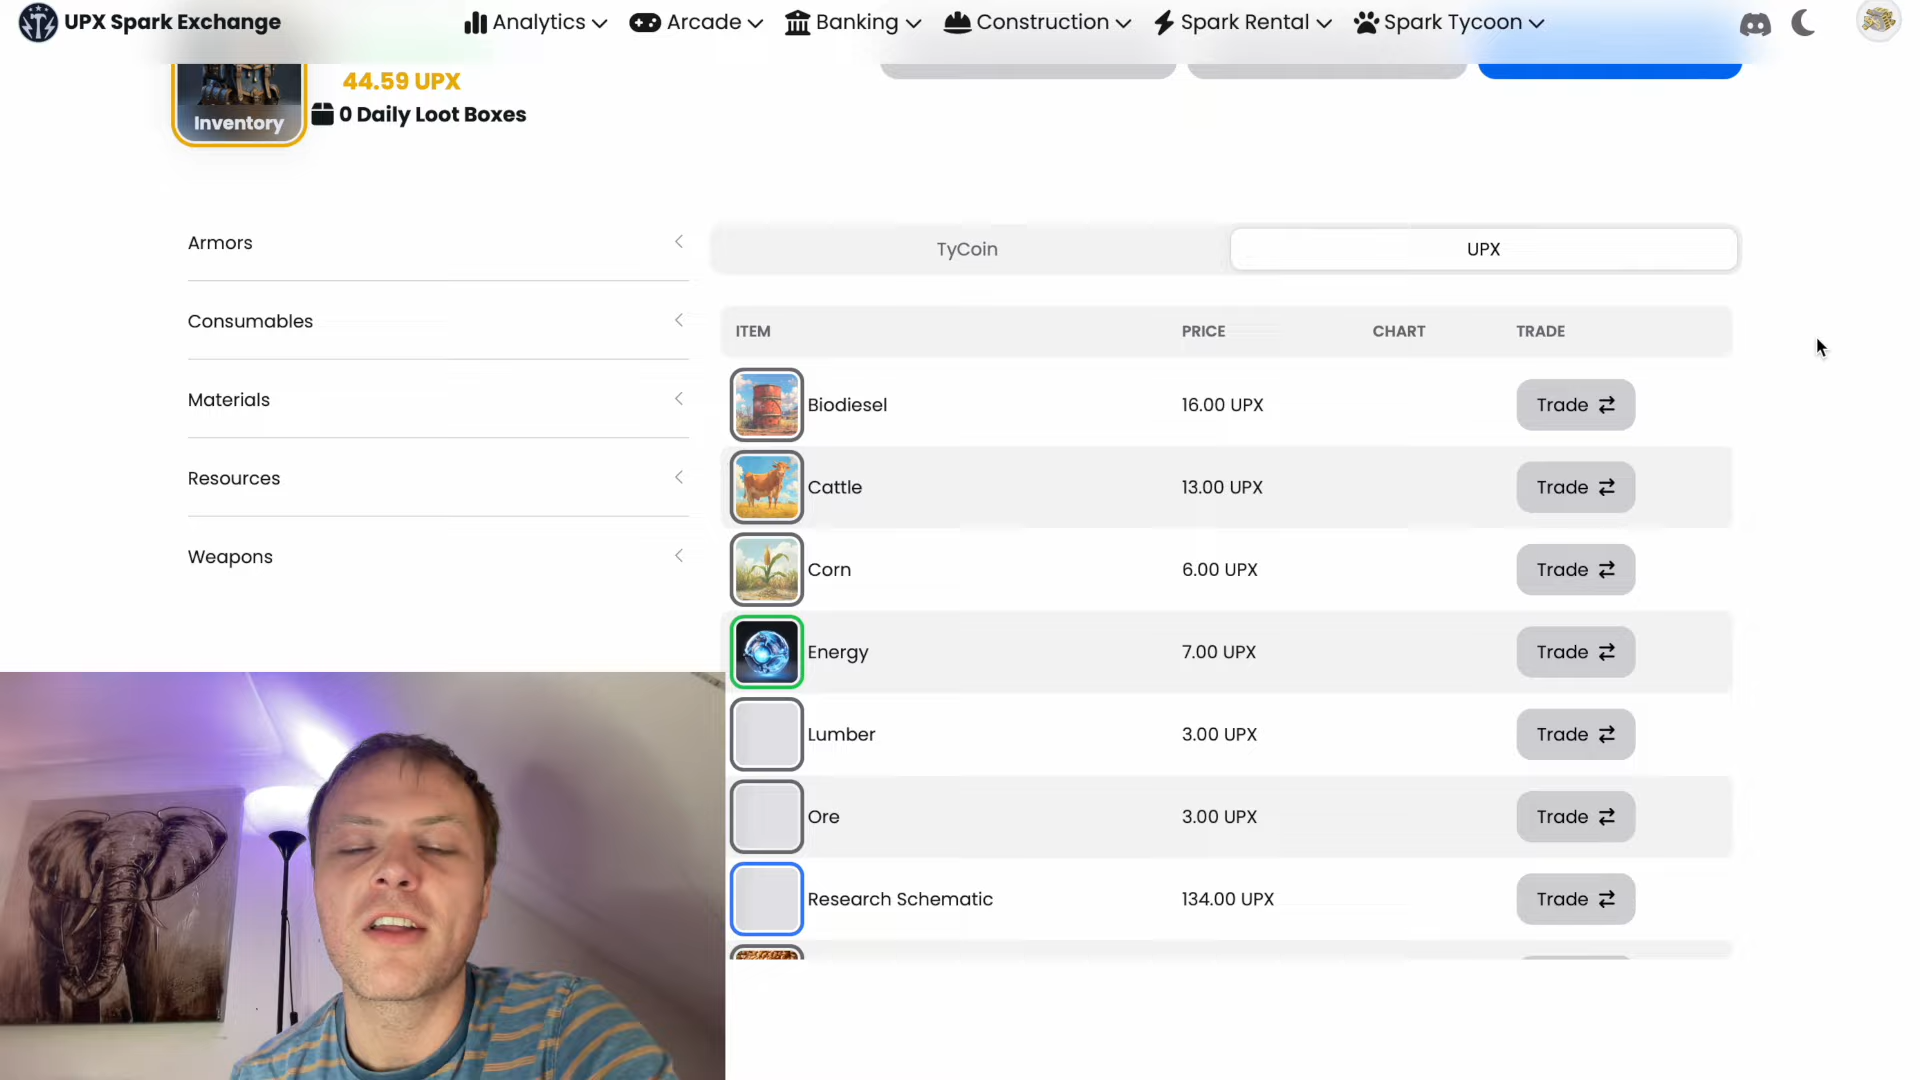 UPX Spark Exchange
Analytics
Arcade
Banking
Construction
Spark Rental
Spark Tycoon
44.59 UPX
0 Daily Loot Boxes
Inventory
Armors
Consumables
Materials
Resources
Weapons
TyCoin
UPX
ITEM PRICE CHART TRADE
Biodiesel 16.00 UPX Trade
Cattle 13.00 UPX Trade
Corn 6.00 UPX Trade
Energy 7.00 UPX Trade
Lumber 3.00 UPX Trade
Ore 3.00 UPX Trade
Research Schematic 134.00 UPX Trade